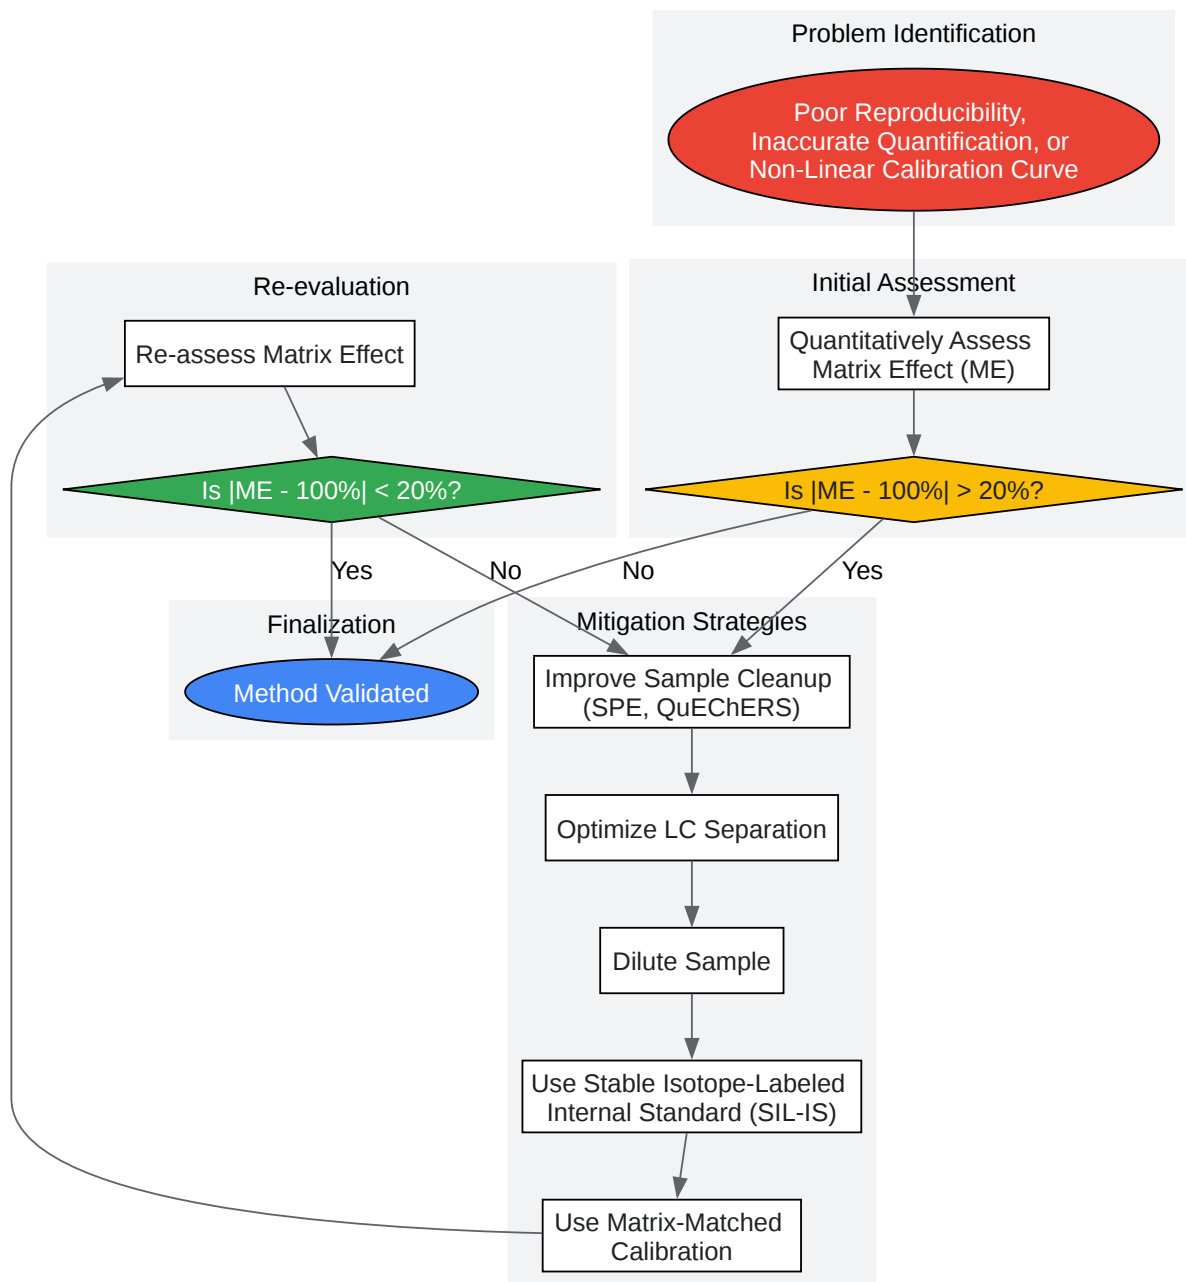 Problem Identification
Poor Reproducibility,
Inaccurate Quantification, or
Non-Linear Calibration Curve
Re-evaluation
Initial Assessment
Re-assess Matrix Effect
Quantitatively Assess
Matrix Effect (ME)
Is |ME - 100%| < 20%?
Is |ME - 100%| > 20%?
Yes
No
No
Yes
Finalization
Mitigation Strategies
Method Validated
Improve Sample Cleanup
(SPE, QuEChERS)
Optimize LC Separation
Dilute Sample
Use Stable Isotope-Labeled
Internal Standard (SIL-IS)
Use Matrix-Matched
Calibration